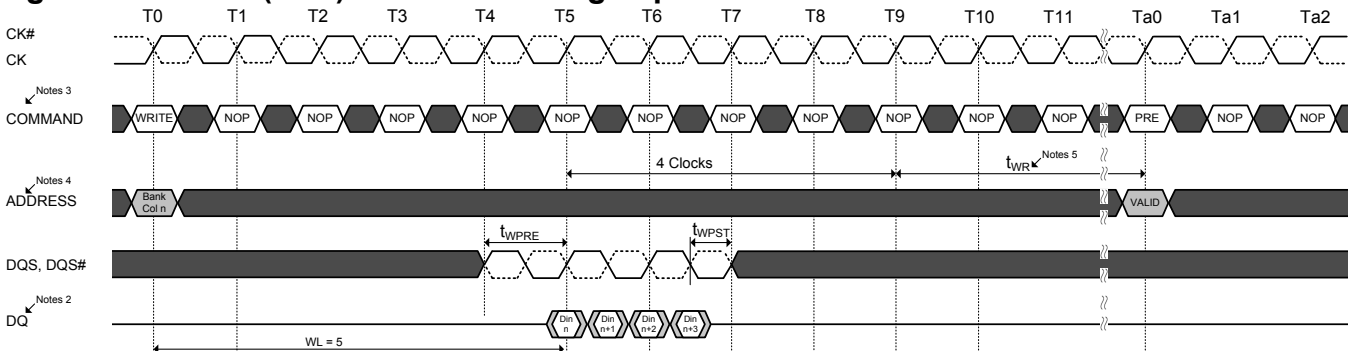 T0 T1 T2 T3 T4 T5 T6 T7 T8 T9 T10 T11 Ta0 Ta1 Ta2
CK#
CK
Notes 3
COMMAND WRITE NOP NOP NOP NOP NOP NOP NOP NOP NOP NOP NOP PRE NOP NOP
4 Clocks tWR Notes 5
Notes 4
ADDRESS Bank Col n VALID
tWPRE tWPST
DQS, DQS#
Notes 2
DQ Din n Din n+1 Din n+2 Din n+3
WL = 5